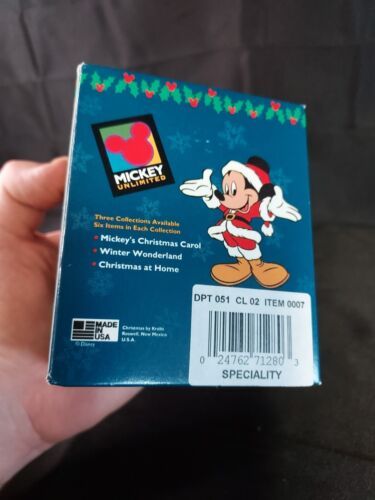 MICKEY
UNLIMITED
Three Collections Available
Six Items in Each Collection
• Mickey's Christmas Carol
• Winter Wonderland
• Christmas at Home
MADE
IN
USA
© Disney
Christmas by Krebs
Roswell, New Mexico
U.S.A.
DPT 051 CL 02 ITEM 0007
0 24762 71280 3
SPECIALITY